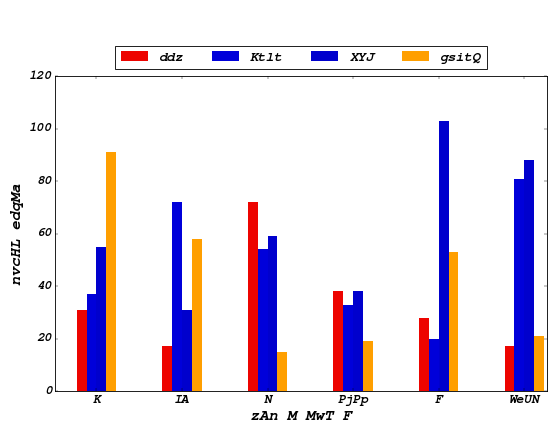 ddz Ktlt XYJ gsitQ
120
100
80
60
40
20
0
nvcHL edqMa
K IA N PjPp F WeUN
zAn M MwT F